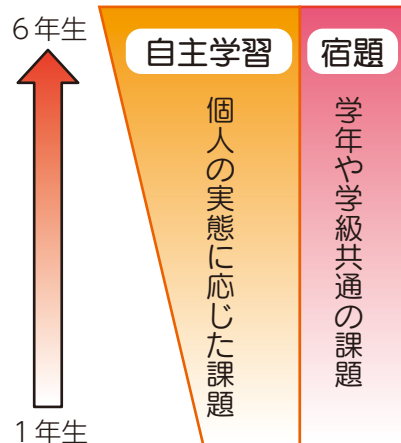 6年生
1年生
自主学習
個人の実態に応じた課題
宿題
学年や学級共通の課題